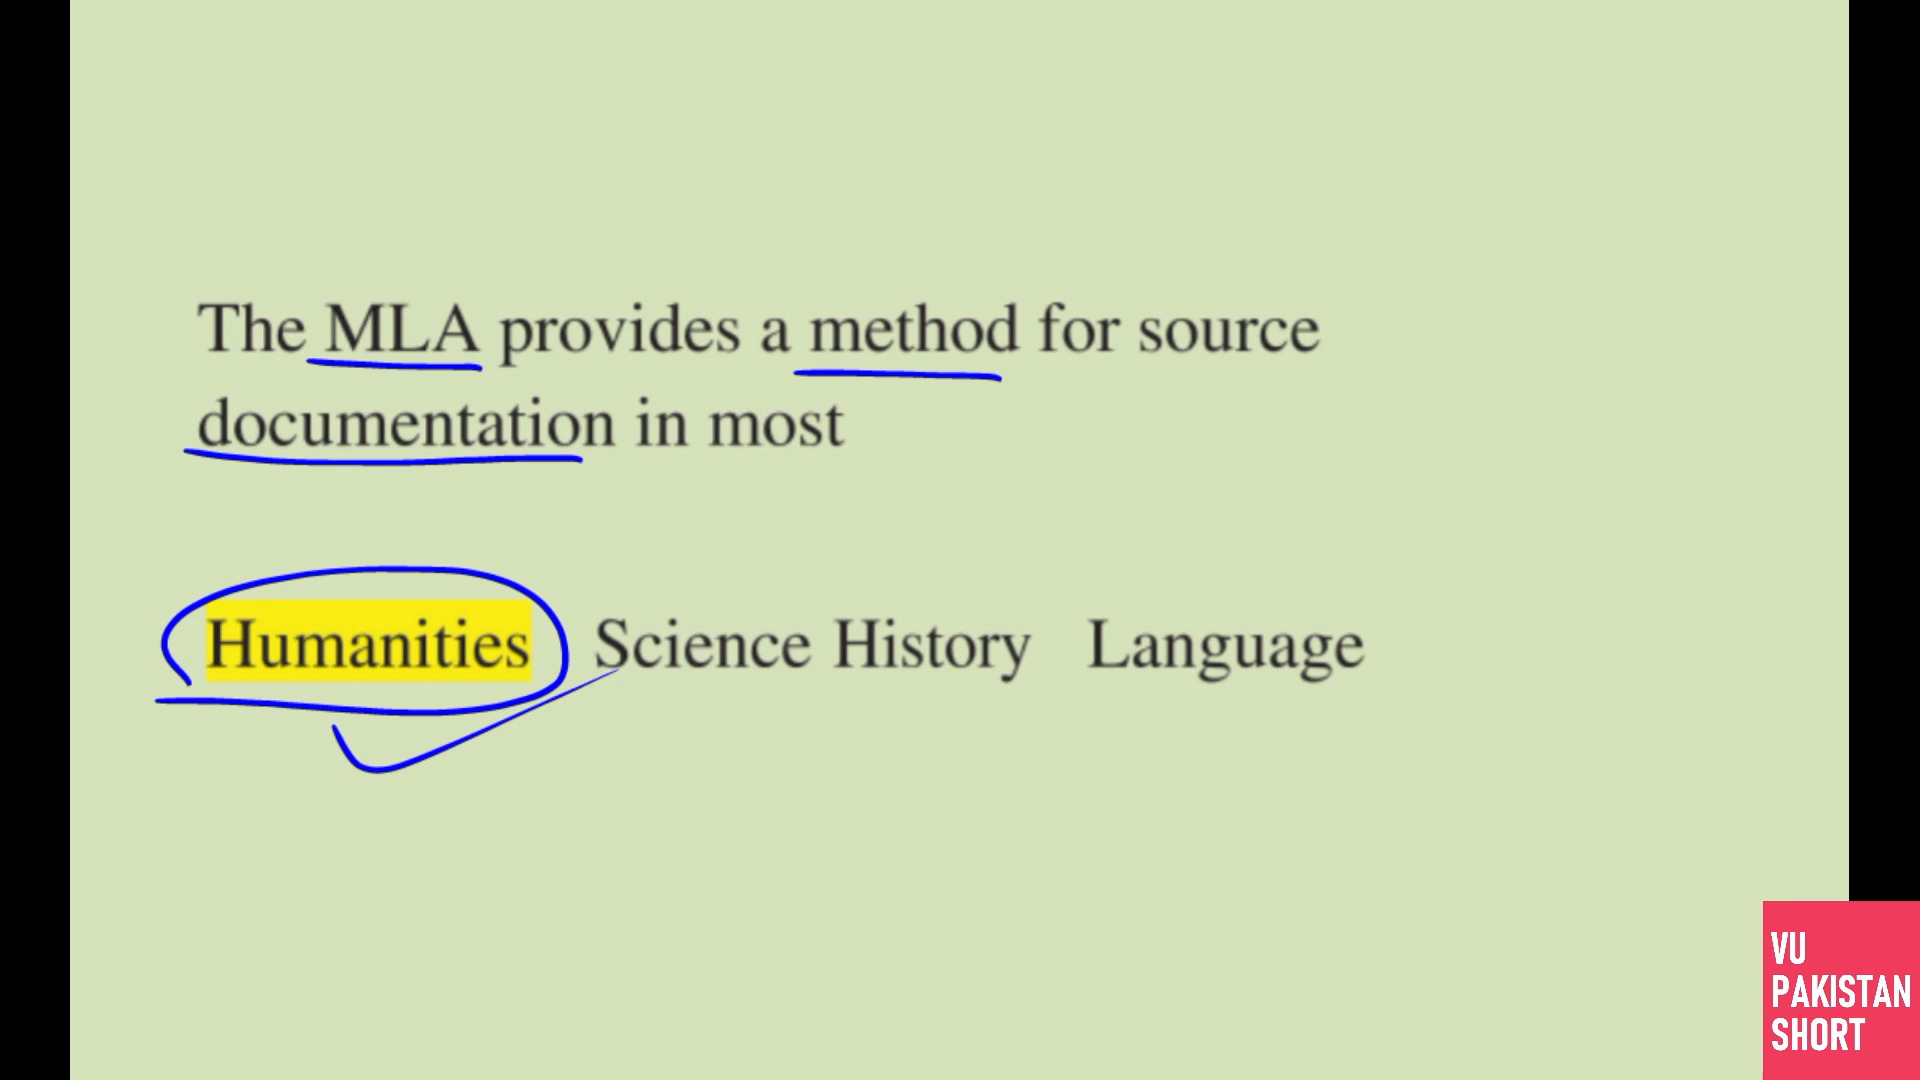 The MLA provides a method for source
documentation in most
Humanities Science History Language
VU
PAKISTAN
SHORT